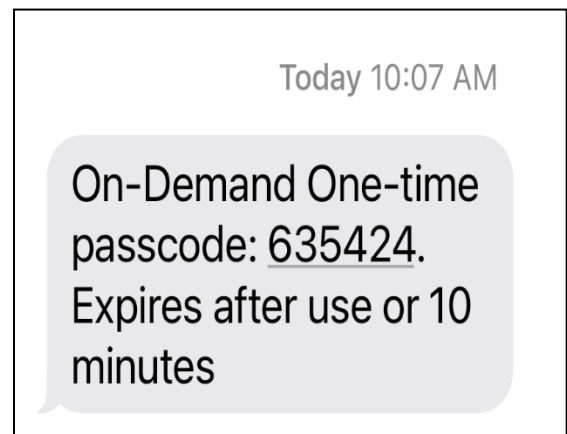 Today 10:07 AM
On-Demand One-time
passcode: 635424.
Expires after use or 10
minutes